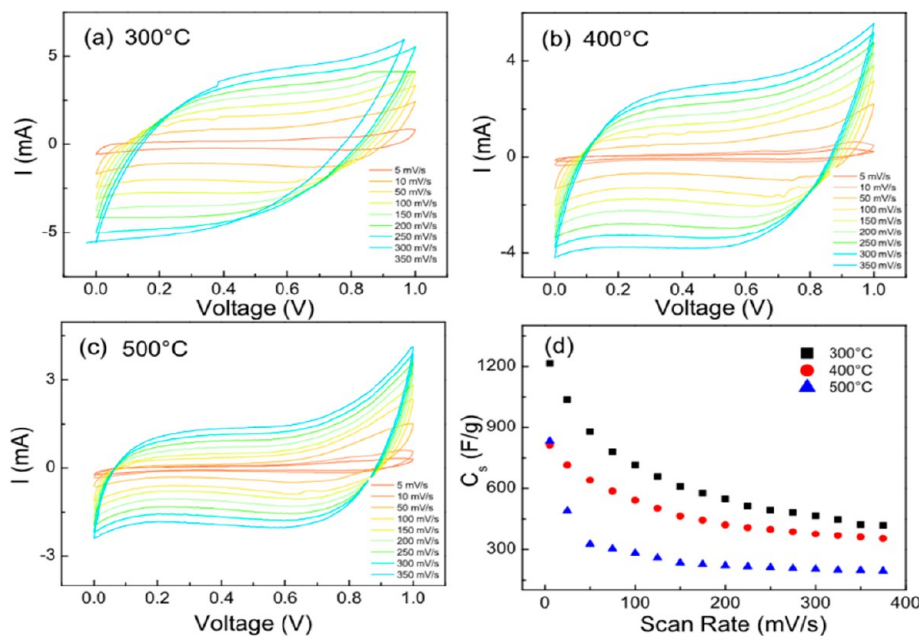 (a) 300°C
I (mA)
5
0
-5
0.0 0.2 0.4 0.6 0.8 1.0
Voltage (V)
5 mV/s
10 mV/s
50 mV/s
100 mV/s
150 mV/s
200 mV/s
250 mV/s
300 mV/s
350 mV/s
(b) 400°C
I (mA)
4
0
-4
0.0 0.2 0.4 0.6 0.8 1.0
Voltage (V)
5 mV/s
10 mV/s
50 mV/s
100 mV/s
150 mV/s
200 mV/s
250 mV/s
300 mV/s
350 mV/s
(c) 500°C
I (mA)
3
0
-3
0.0 0.2 0.4 0.6 0.8 1.0
Voltage (V)
5 mV/s
10 mV/s
50 mV/s
100 mV/s
150 mV/s
200 mV/s
250 mV/s
300 mV/s
350 mV/s
(d)
300°C
400°C
500°C
Cs (F/g)
1200
900
600
300
0 100 200 300 400
Scan Rate (mV/s)